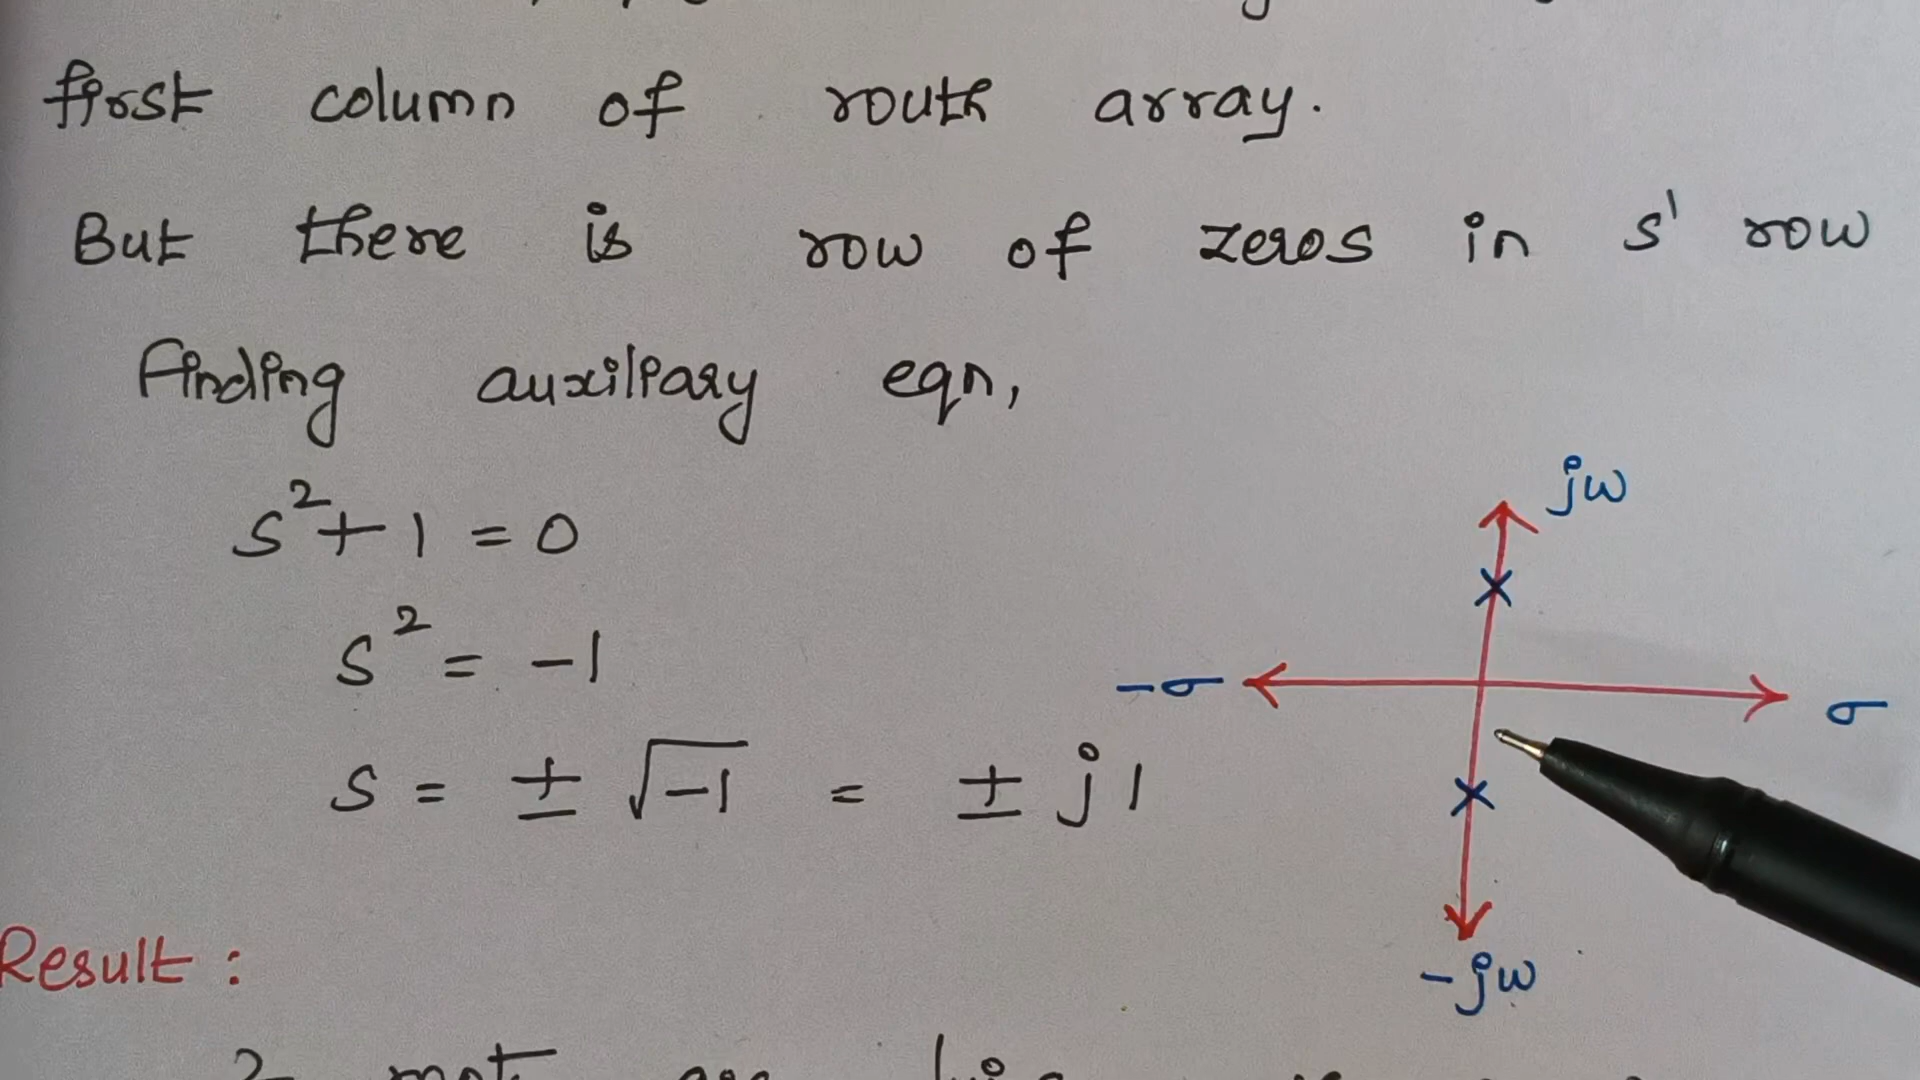 first column of routh array.
But there is row of zeros in s¹ row
Finding auxiliary eqn,
s² + 1 = 0
s² = -1
s = ± √-1 = ± j1
jω
-σ
σ
-jω
Result :